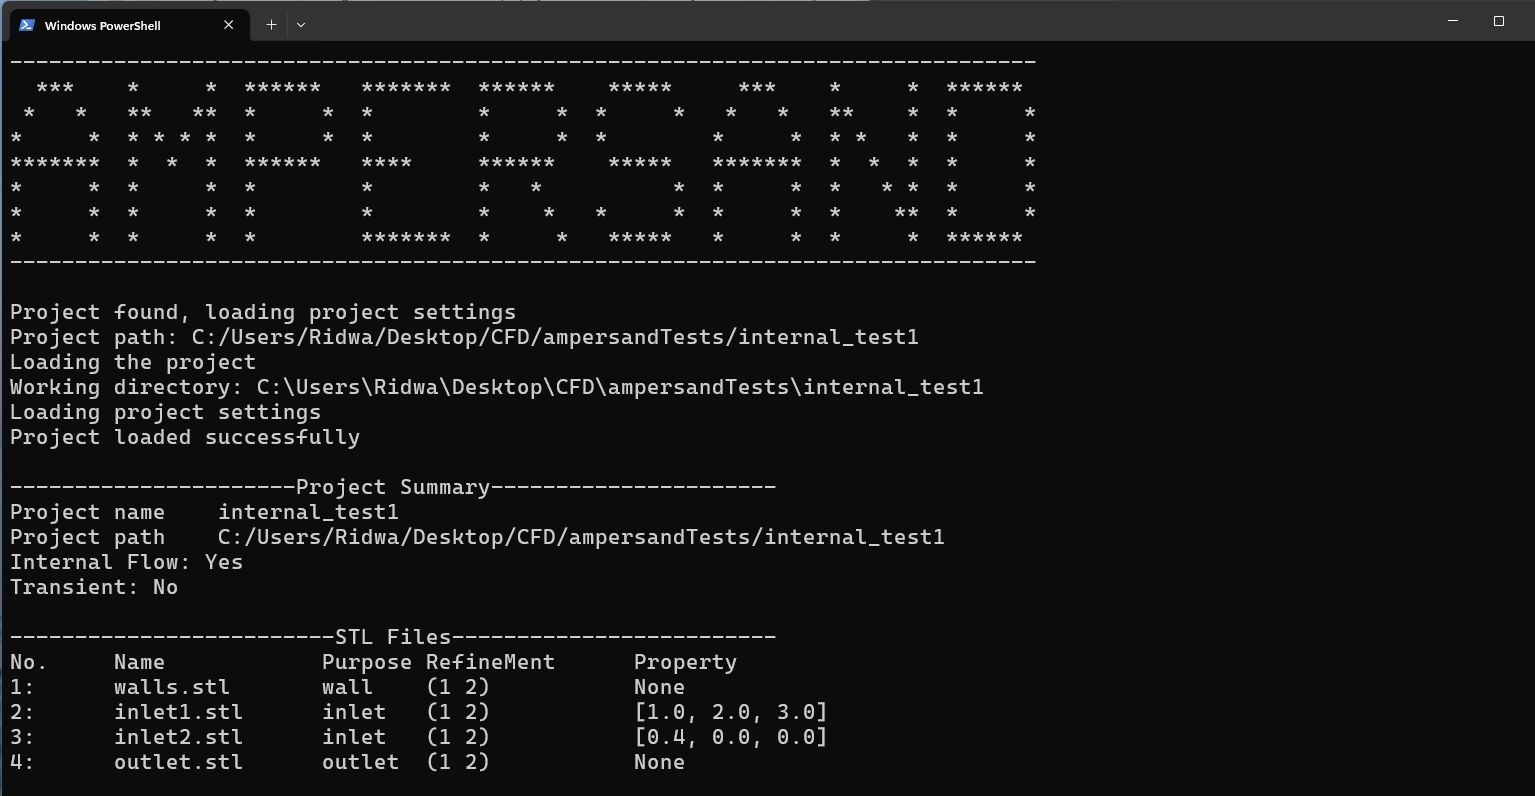 Windows PowerShell
-------------------------------------------------------------------------------
  ***    *     *  ******   *******  ******    *****     ***    *     *  ******
 *   *   **   **  *     *  *        *     *  *     *   *   *   **    *  *     *
*     *  * * * *  *     *  *        *     *  *        *     *  * *   *  *     *
*******  *  *  *  ******   ****     ******    *****   *******  *  *  *  *     *
*     *  *     *  *        *        *   *          *  *     *  *   * *  *     *
*     *  *     *  *        *        *    *   *     *  *     *  *    **  *     *
*     *  *     *  *        *******  *     *   *****   *     *  *     *  ******
-------------------------------------------------------------------------------
Project found, loading project settings
Project path: C:/Users/Ridwa/Desktop/CFD/ampersandTests/internal_test1
Loading the project
Working directory: C:\Users\Ridwa\Desktop\CFD\ampersandTests\internal_test1
Loading project settings
Project loaded successfully
----------------------Project Summary----------------------
Project name    internal_test1
Project path    C:/Users/Ridwa/Desktop/CFD/ampersandTests/internal_test1
Internal Flow: Yes
Transient: No
-------------------------STL Files-------------------------
No.     Name            Purpose RefineMent      Property
1:      walls.stl       wall    (1 2)           None
2:      inlet1.stl      inlet   (1 2)           [1.0, 2.0, 3.0]
3:      inlet2.stl      inlet   (1 2)           [0.4, 0.0, 0.0]
4:      outlet.stl      outlet  (1 2)           None